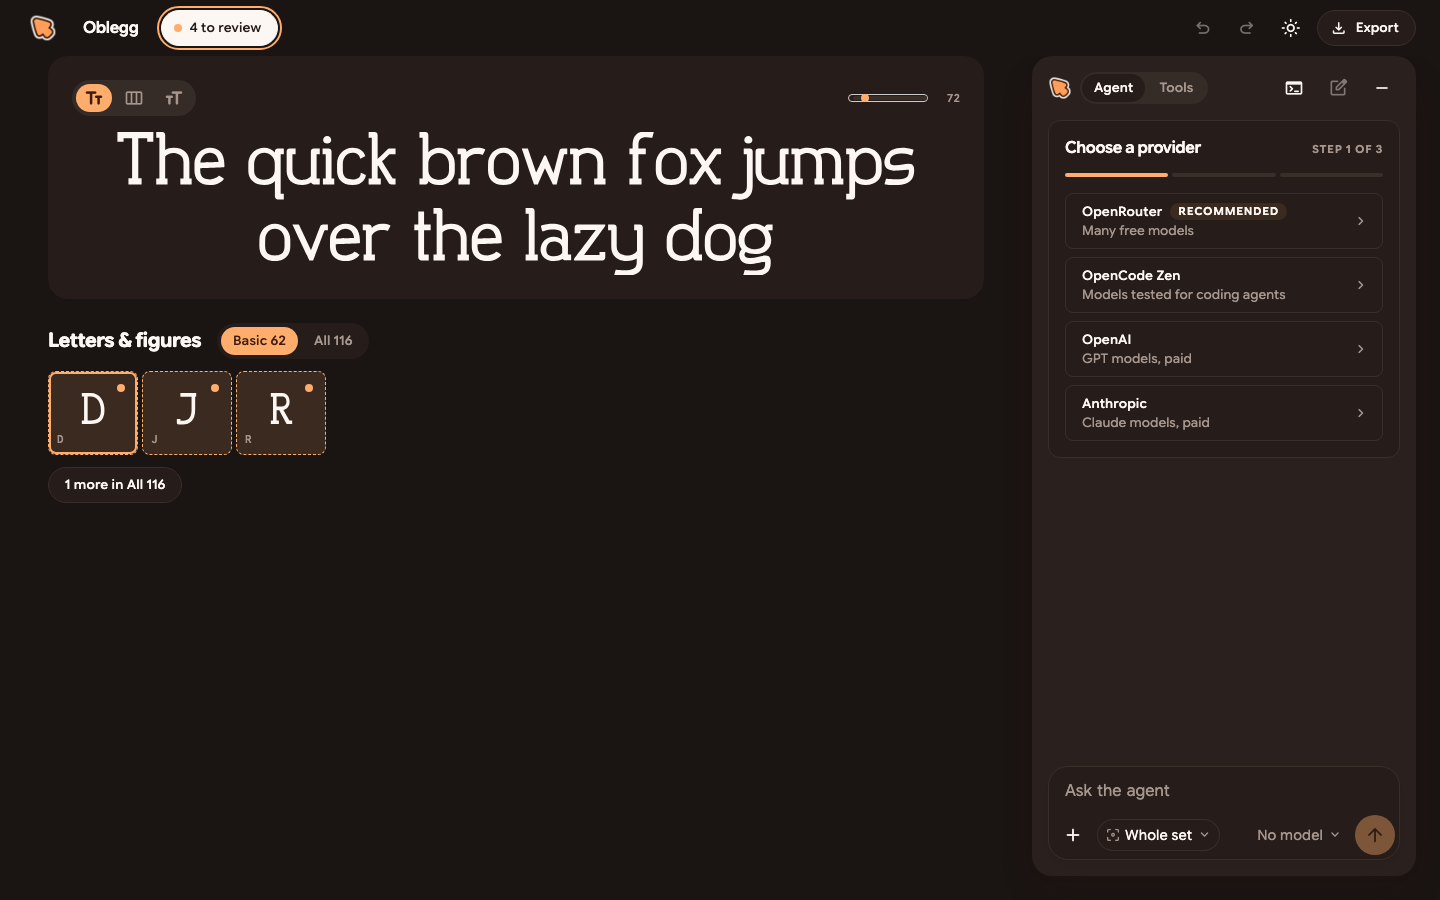 Oblegg
4 to review
Export
72
The quick brown fox jumps
over the lazy dog
Letters & figures
Basic 62
All 116
D
D
J
J
R
R
1 more in All 116
Agent
Tools
Choose a provider
STEP 1 OF 3
OpenRouter RECOMMENDED
Many free models
OpenCode Zen
Models tested for coding agents
OpenAI
GPT models, paid
Anthropic
Claude models, paid
Ask the agent
Whole set
No model